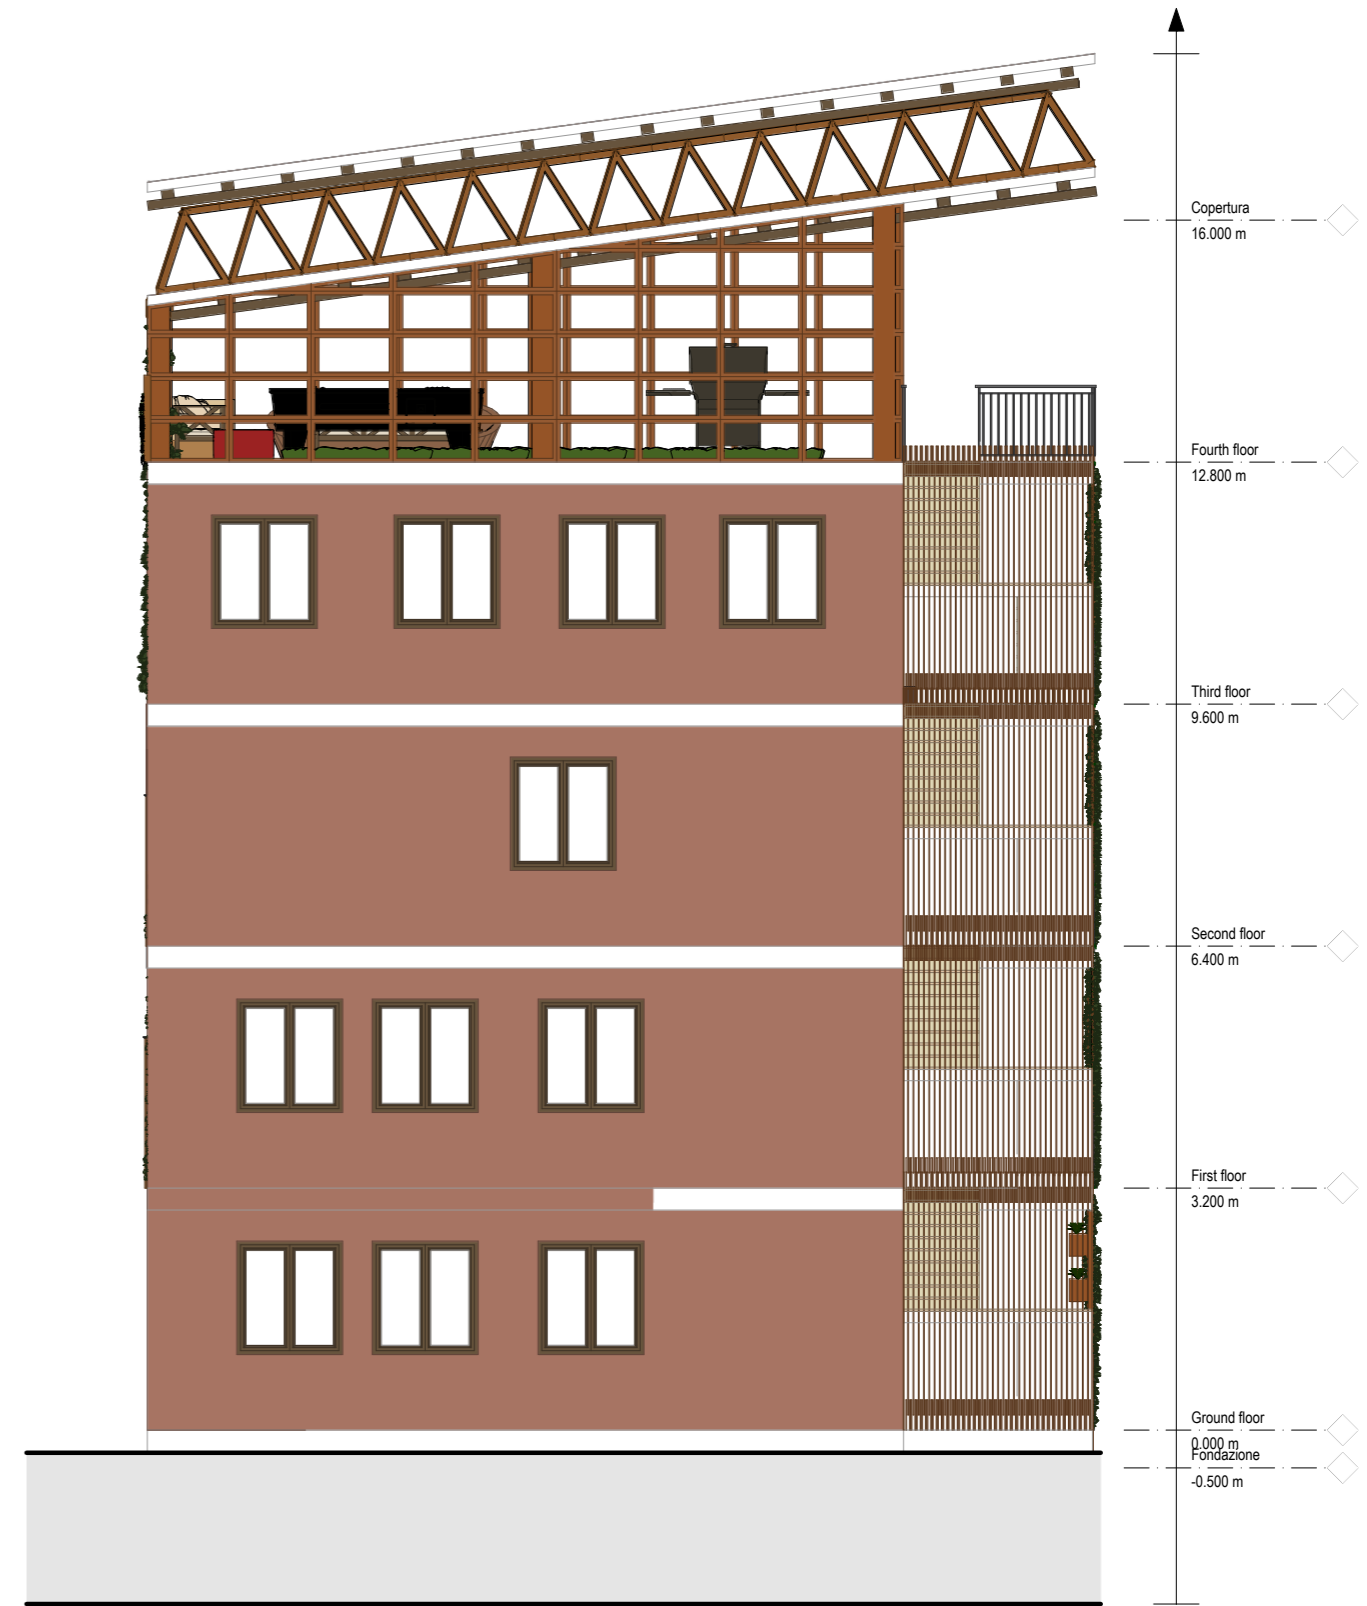 Copertura
16.000 m
Fourth floor
12.800 m
Third floor
9.600 m
Second floor
6.400 m
First floor
3.200 m
Ground floor
0.000 m
Fondazione
-0.500 m